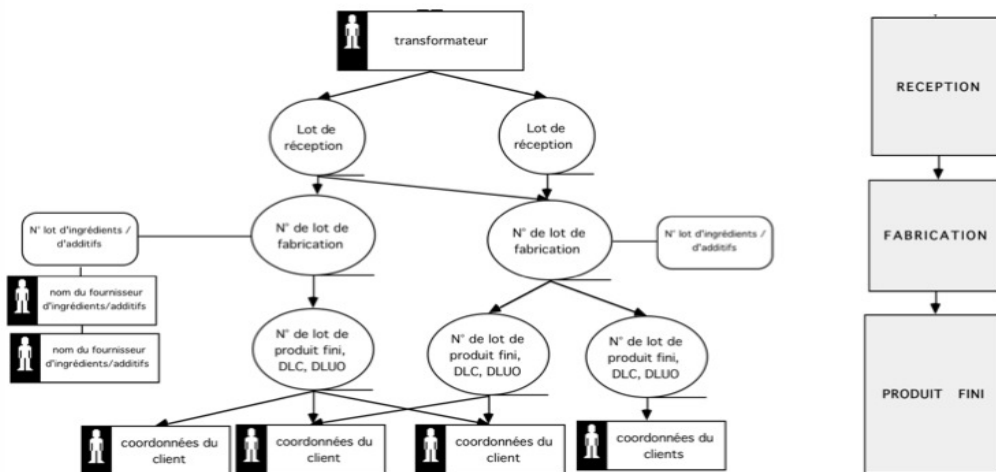 transformateur
RECEPTION
Lot de
réception
Lot de
réception
N° lot d'ingrédients /
d'additifs
N° de lot de
fabrication
N° de lot de
fabrication
N° lot d'ingrédients /
d'additifs
FABRICATION
nom du fournisseur
d'ingrédients/additifs
nom du fournisseur
d'ingrédients/additifs
N° de lot de
produit fini,
DLC, DLUO
N° de lot de
produit fini,
DLC, DLUO
N° de lot de
produit fini,
DLC, DLUO
PRODUIT FINI
coordonnées du
client
coordonnées du
client
coordonnées du
client
coordonnées du
clients